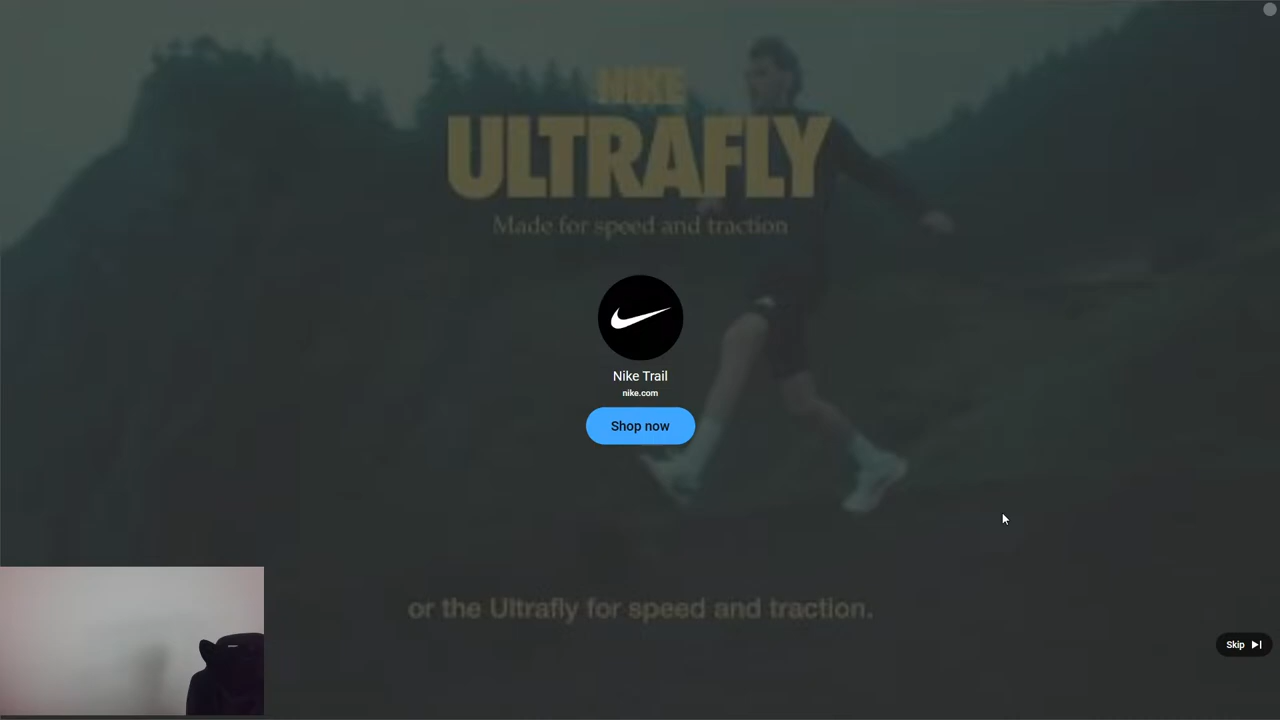 NIKE
ULTRAFLY
Made for speed and traction
Nike Trail
nike.com
Shop now
or the Ultrafly for speed and traction.
Skip